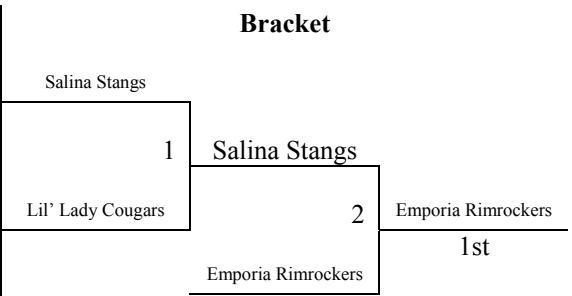 Bracket
Salina Stangs
1
Salina Stangs
Lil’ Lady Cougars
2
Emporia Rimrockers
1st
Emporia Rimrockers